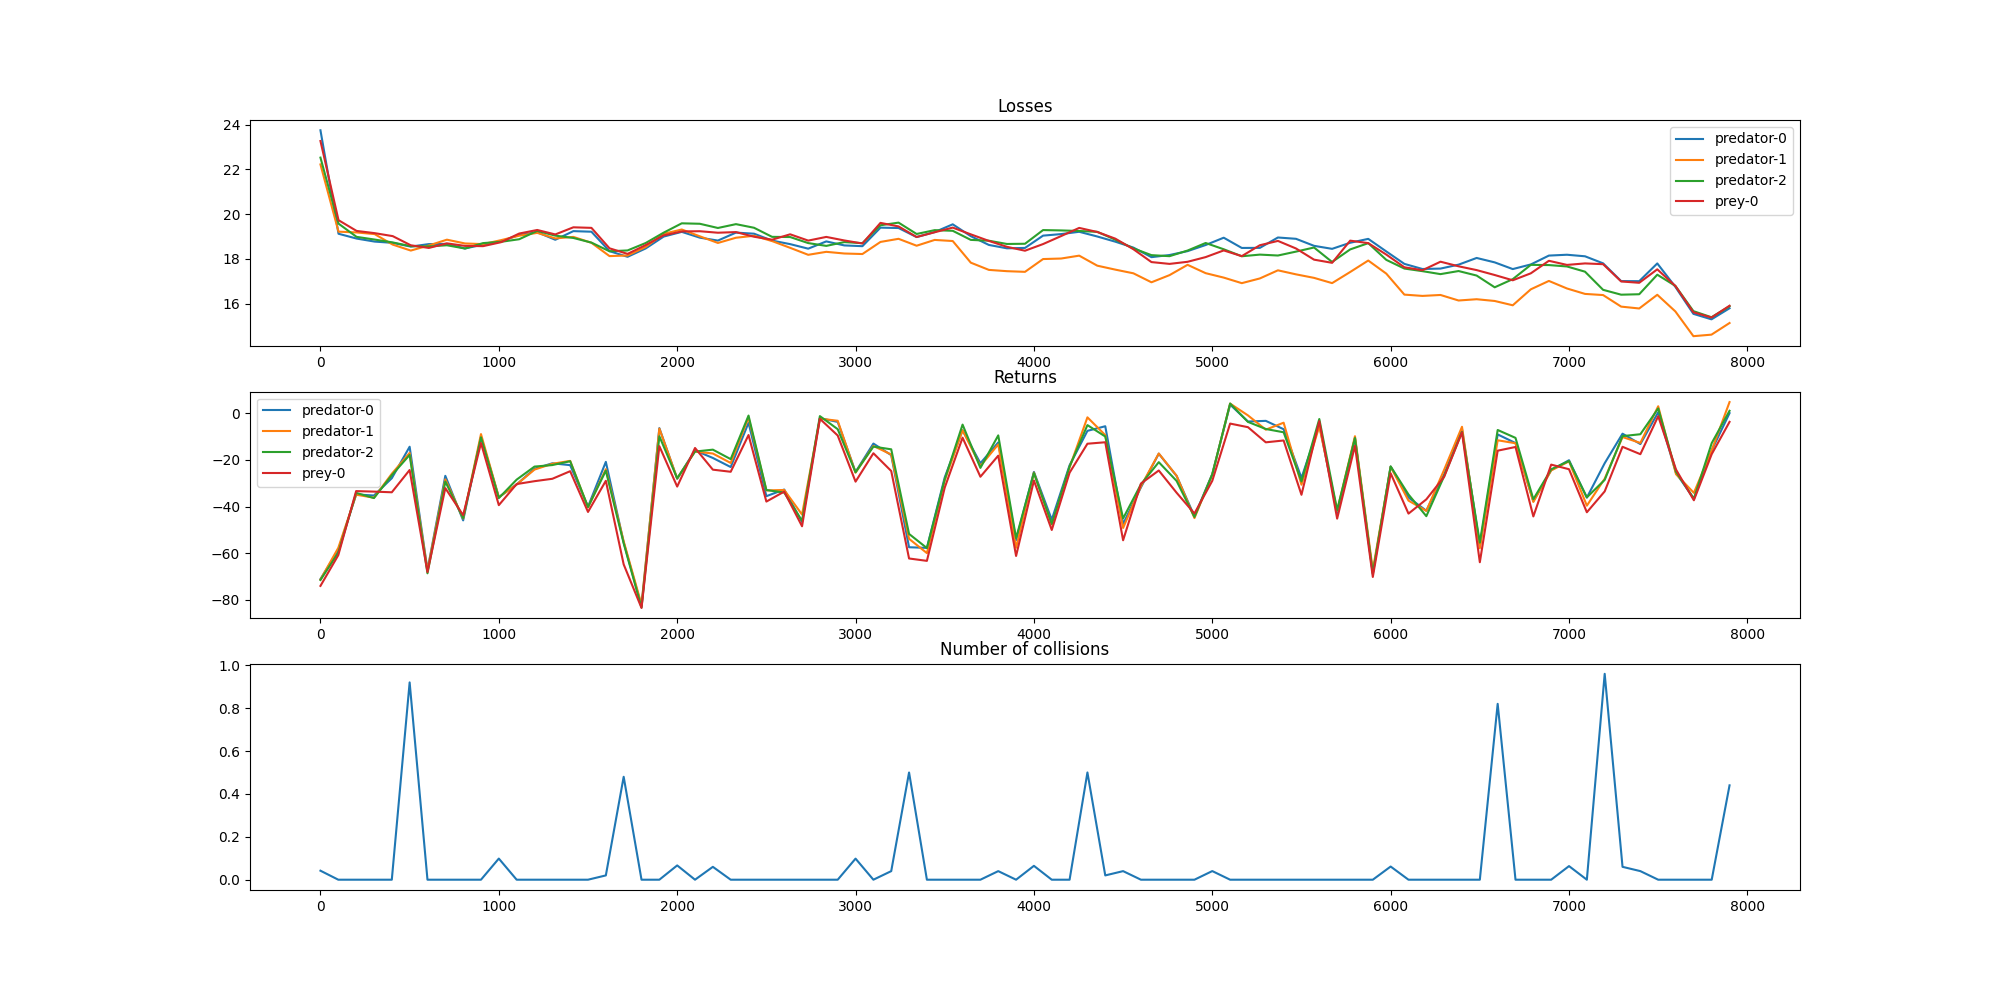 Losses
24
22
20
18
16
predator-0
predator-1
predator-2
prey-0
0 1000 2000 3000 4000 5000 6000 7000 8000
Returns
0
−20
−40
−60
−80
predator-0
predator-1
predator-2
prey-0
0 1000 2000 3000 4000 5000 6000 7000 8000
Number of collisions
1.0
0.8
0.6
0.4
0.2
0.0
0 1000 2000 3000 4000 5000 6000 7000 8000